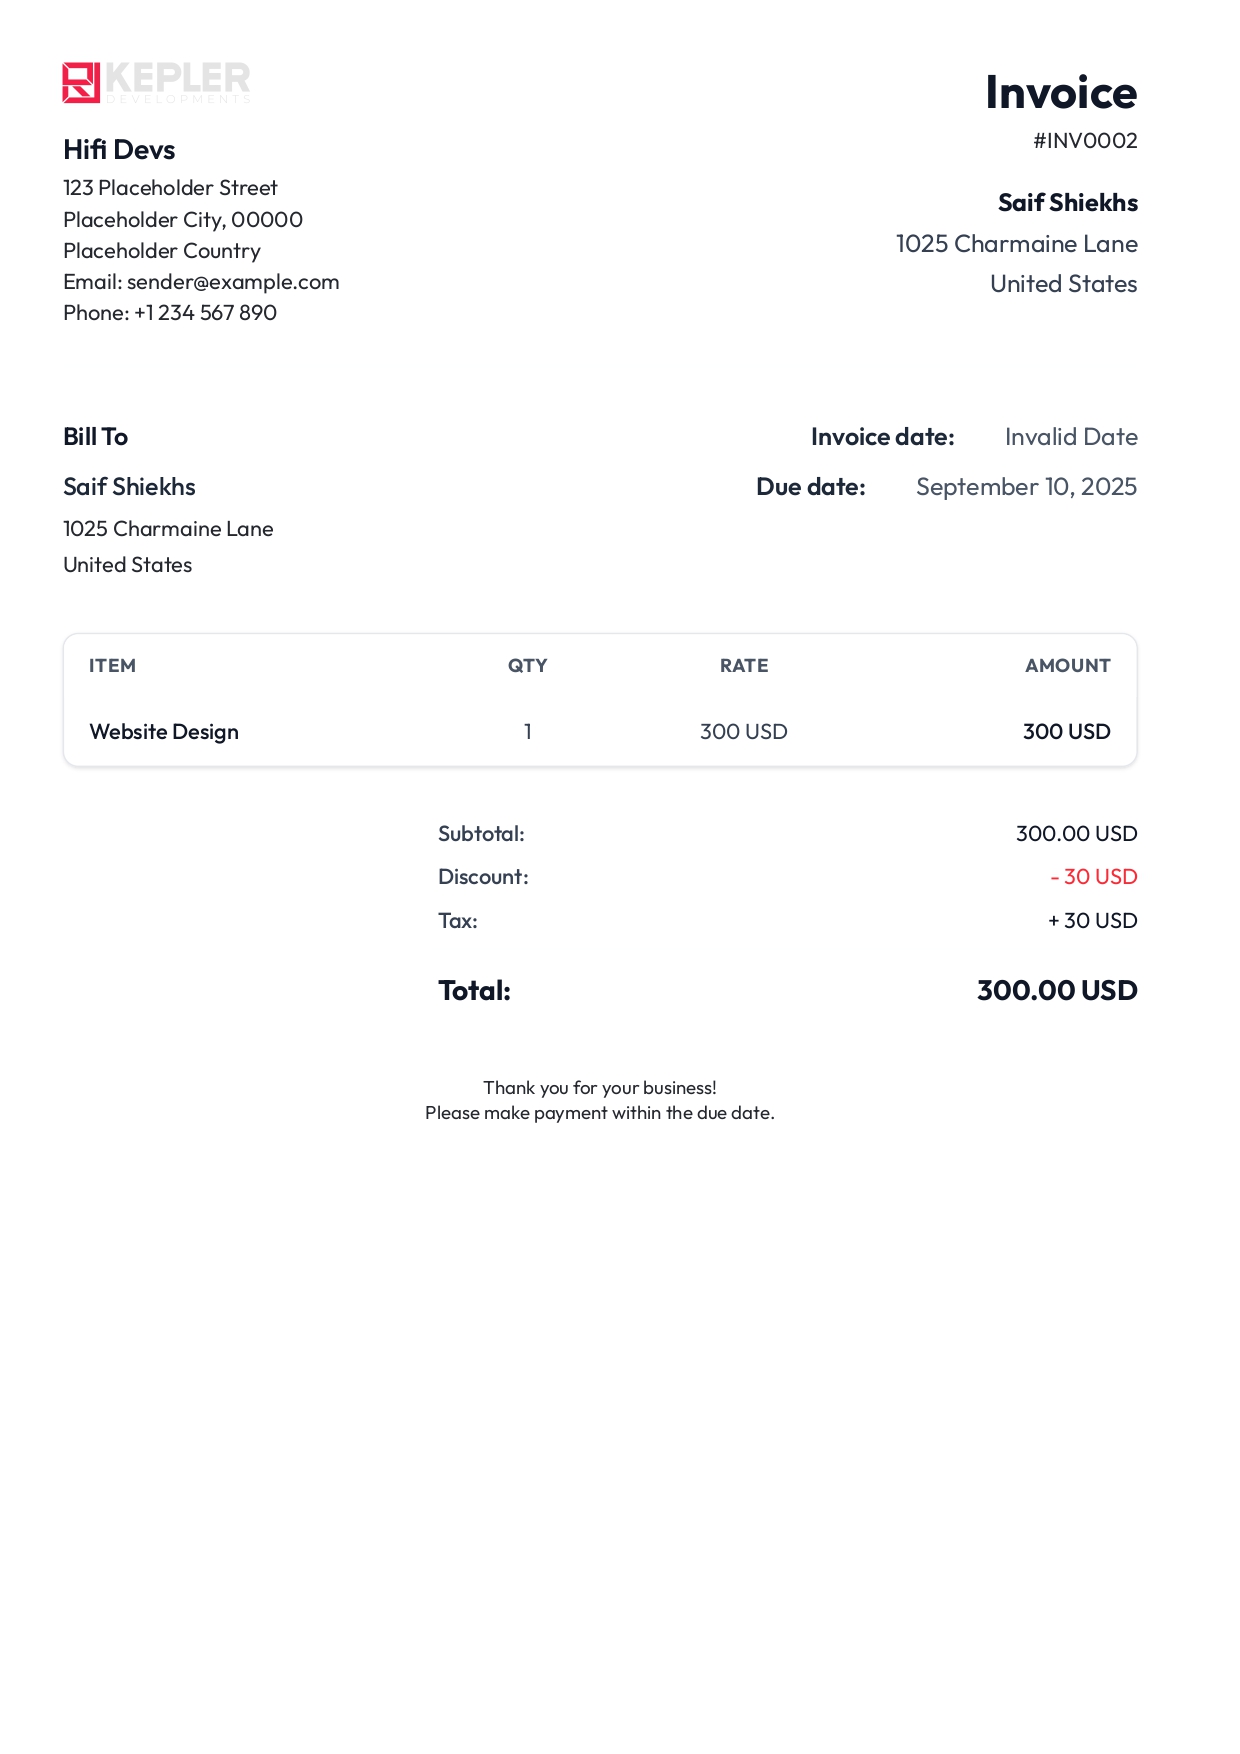 KEPLER
DEVELOPMENTS
Hifi Devs
123 Placeholder Street
Placeholder City, 00000
Placeholder Country
Email: sender@example.com
Phone: +1 234 567 890
Invoice
#INV0002
Saif Shiekhs
1025 Charmaine Lane
United States
Bill To
Saif Shiekhs
1025 Charmaine Lane
United States
Invoice date: Invalid Date
Due date: September 10, 2025
ITEM QTY RATE AMOUNT
Website Design 1 300 USD 300 USD
Subtotal: 300.00 USD
Discount: - 30 USD
Tax: + 30 USD
Total: 300.00 USD
Thank you for your business!
Please make payment within the due date.